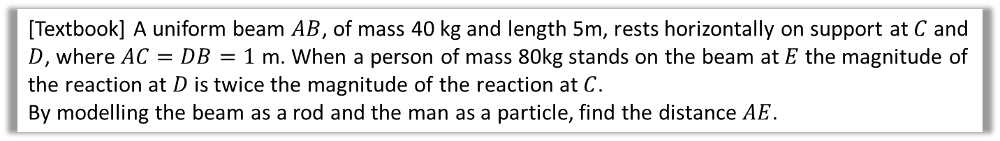 [Textbook] A uniform beam AB, of mass 40 kg and length 5m, rests horizontally on support at C and
D, where AC = DB = 1 m. When a person of mass 80kg stands on the beam at E the magnitude of
the reaction at D is twice the magnitude of the reaction at C.
By modelling the beam as a rod and the man as a particle, find the distance AE.